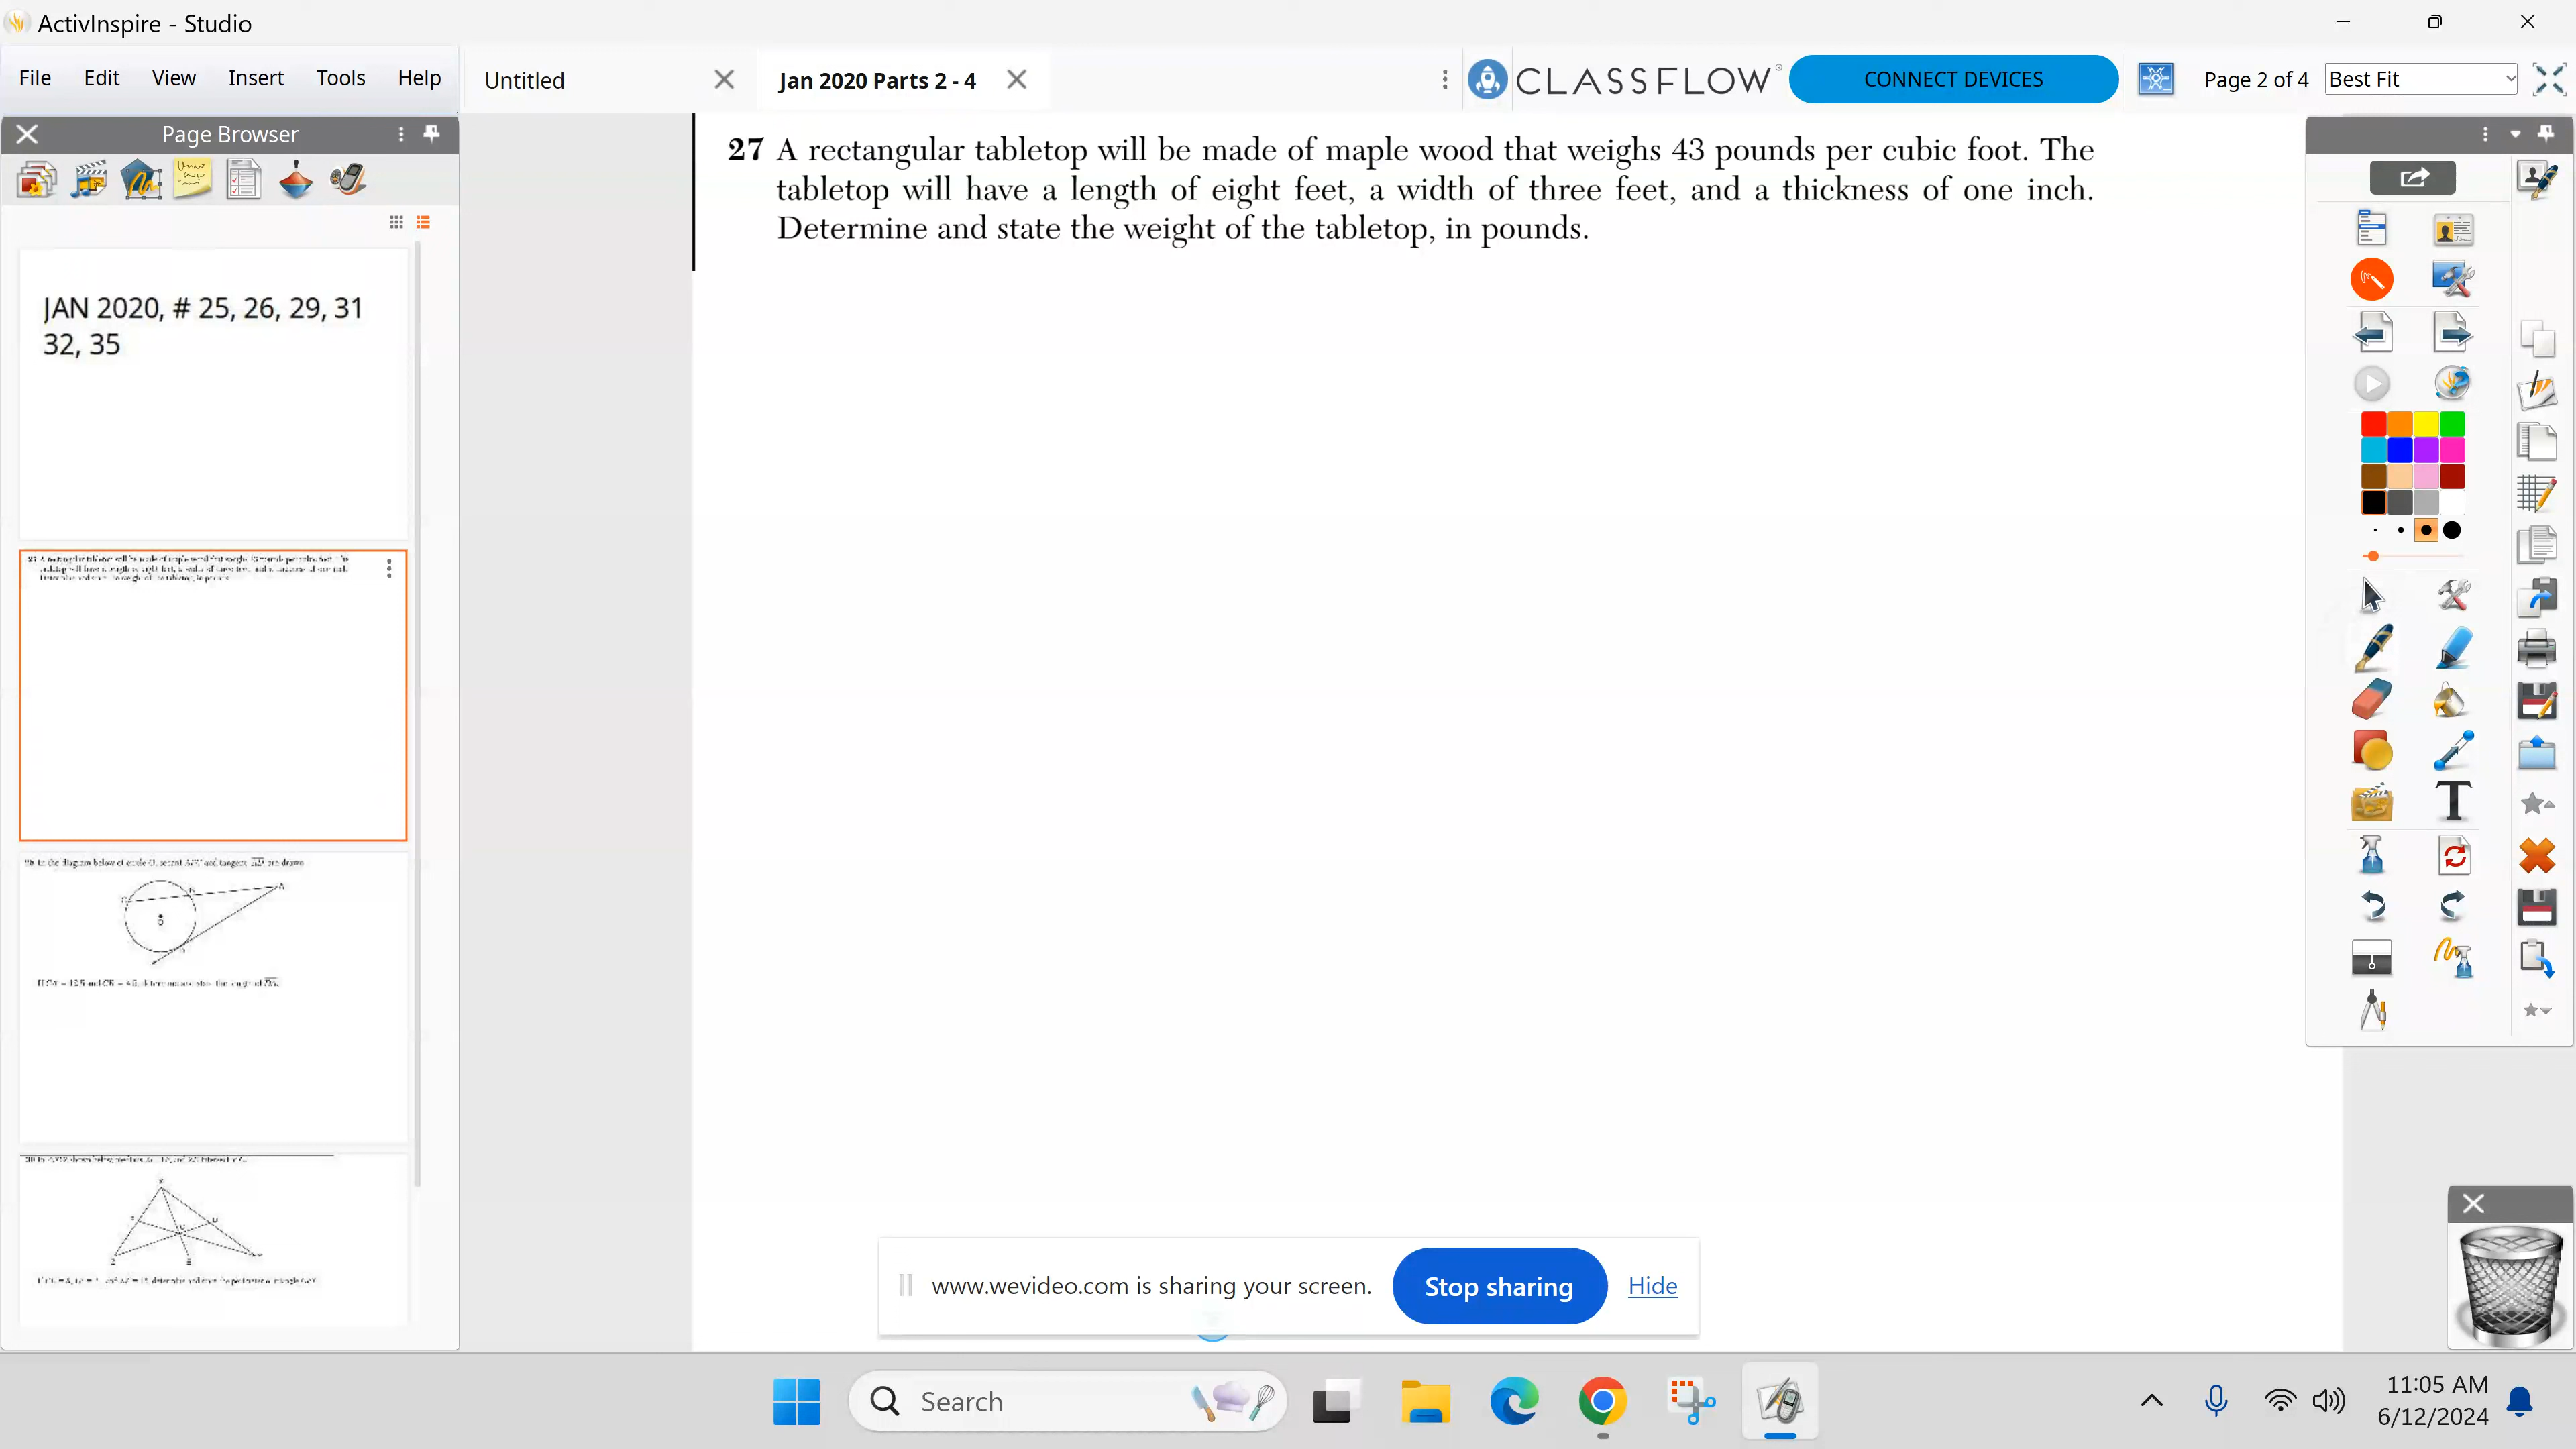 ActivInspire - Studio
File Edit View Insert Tools Help
Untitled
Jan 2020 Parts 2 - 4
CLASSFLOW
CONNECT DEVICES
Page 2 of 4
Best Fit
Page Browser
JAN 2020, # 25, 26, 29, 31
32, 35
27 A rectangular tabletop will be made of maple wood that weighs 43 pounds per cubic foot. The
tabletop will have a length of eight feet, a width of three feet, and a thickness of one inch.
Determine and state the weight of the tabletop, in pounds.
www.wevideo.com is sharing your screen.
Stop sharing
Hide
Search
11:05 AM
6/12/2024